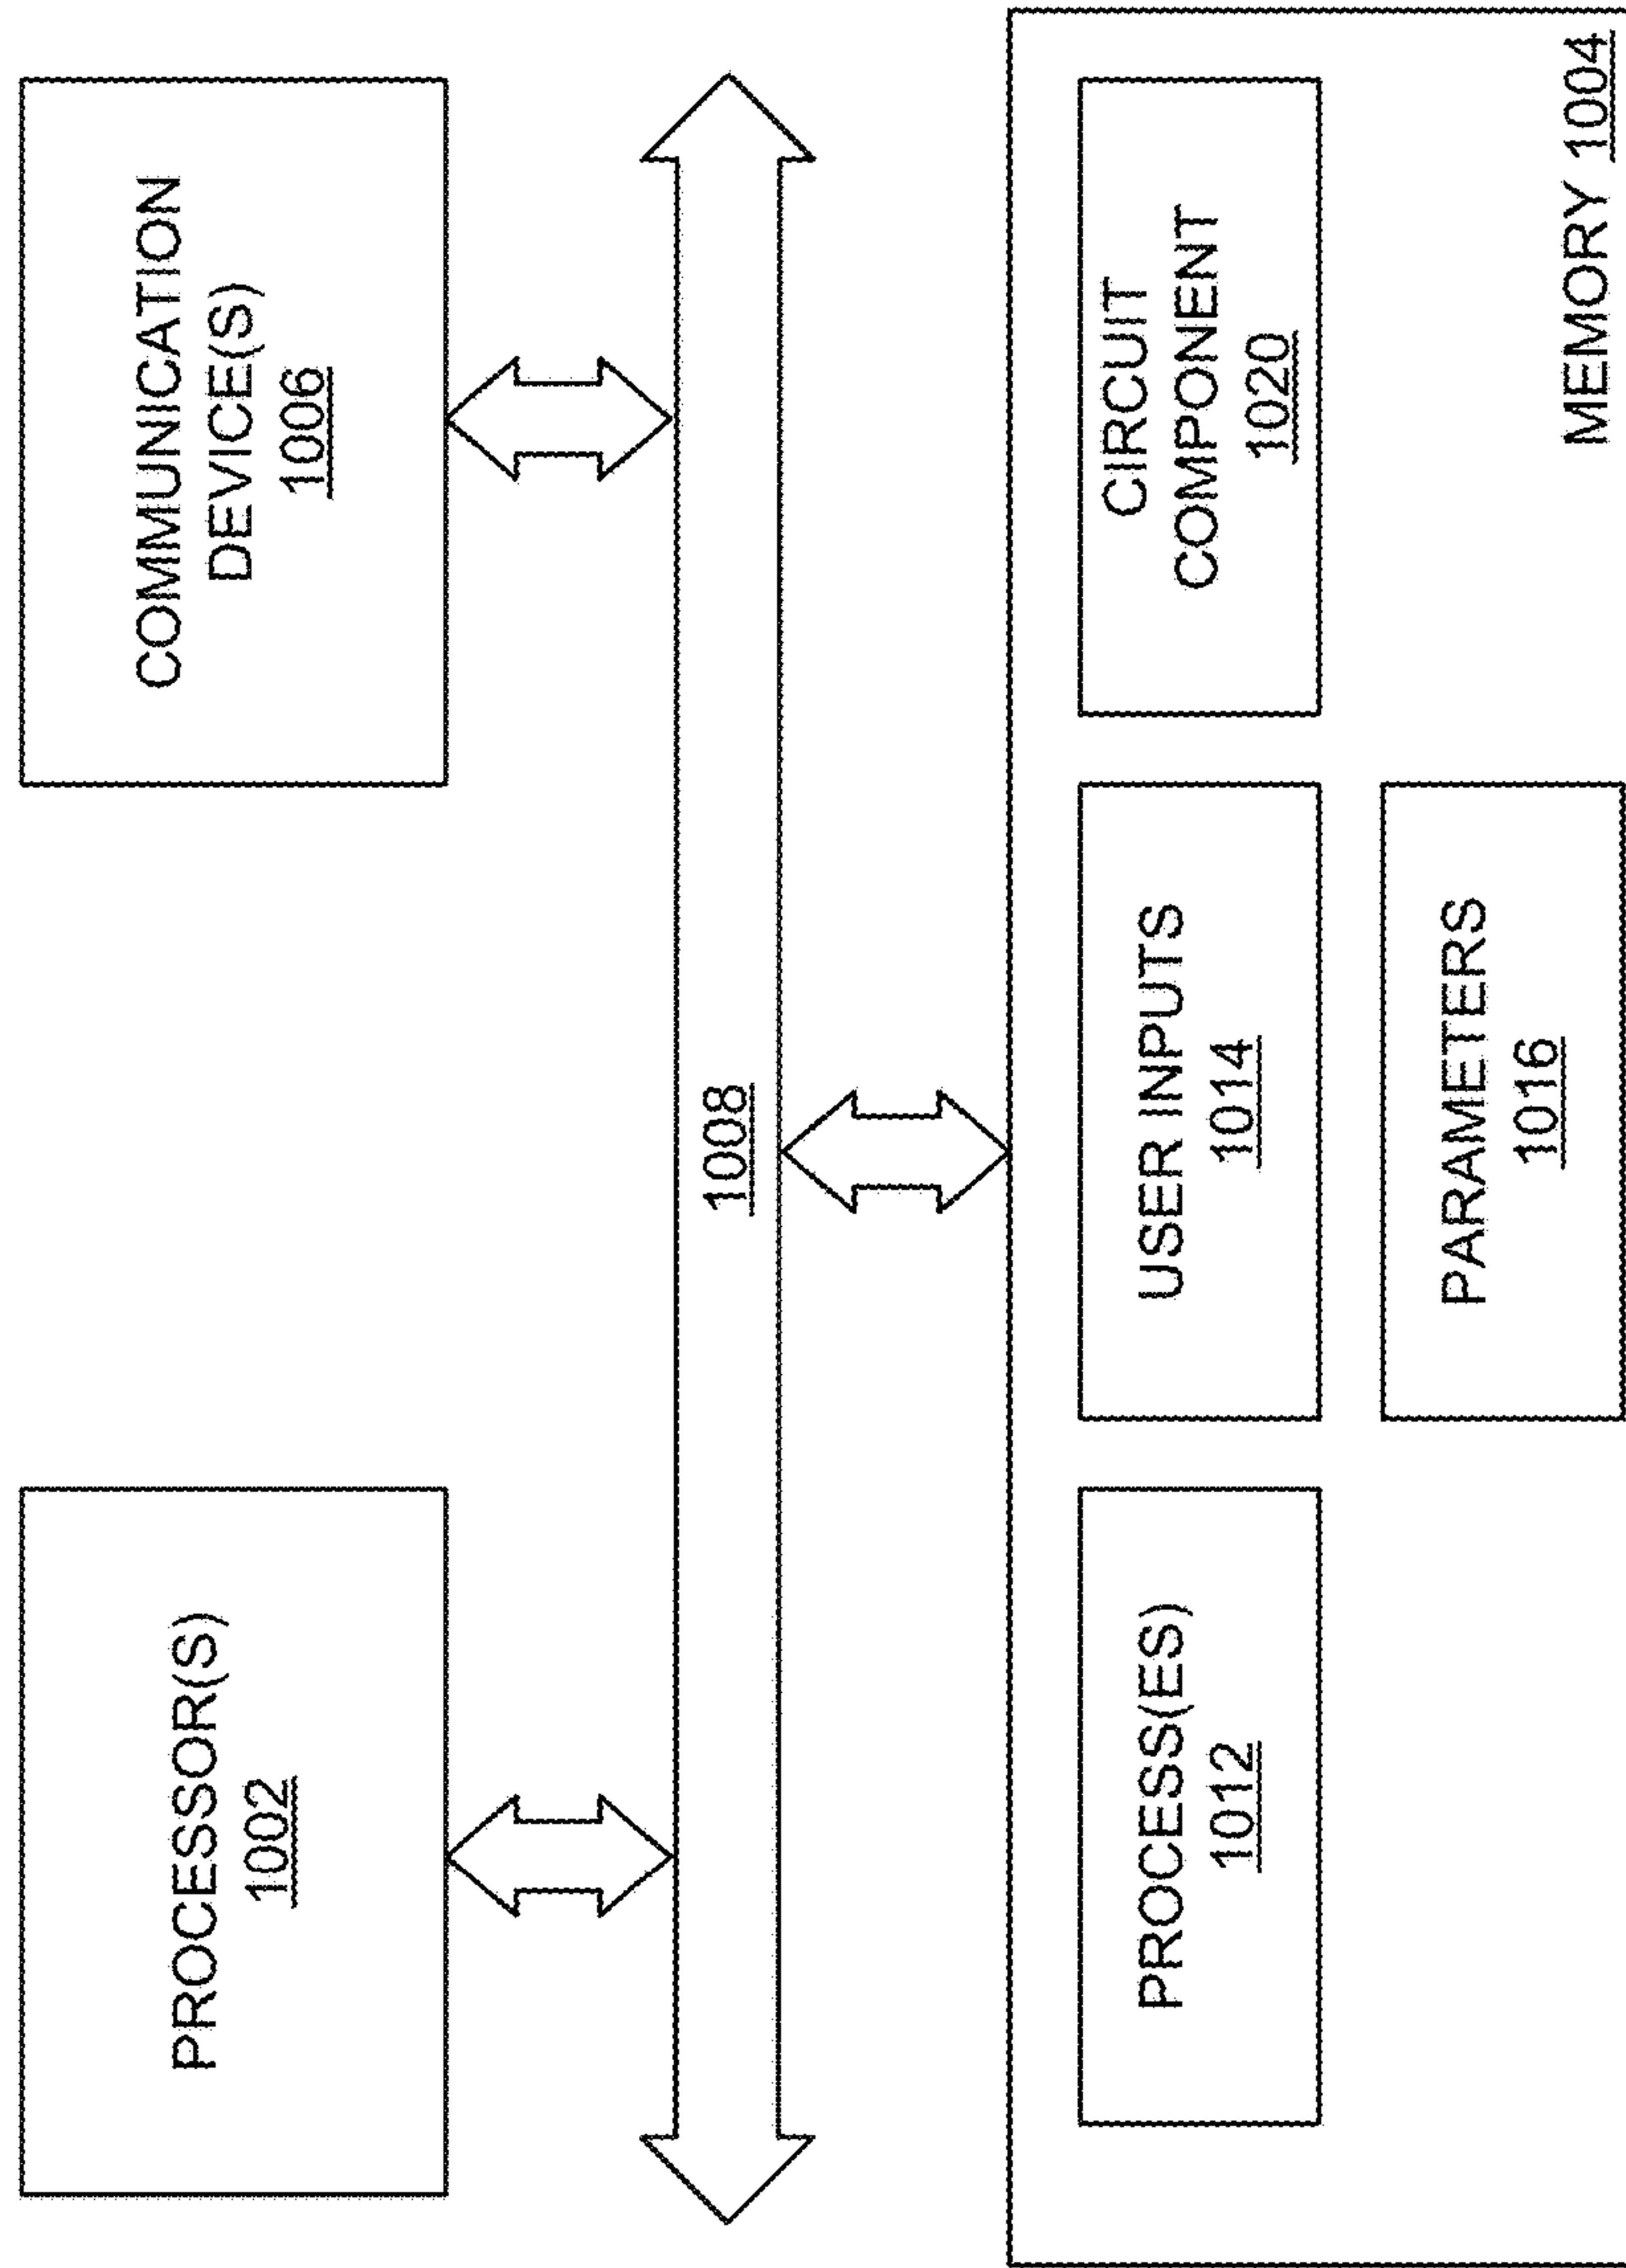 PROCESSOR(S)
1002
COMMUNICATION
DEVICE(S)
1006
1008
PROCESS(ES)
1012
USER INPUTS
1014
CIRCUIT
COMPONENT
1020
PARAMETERS
1016
MEMORY 1004